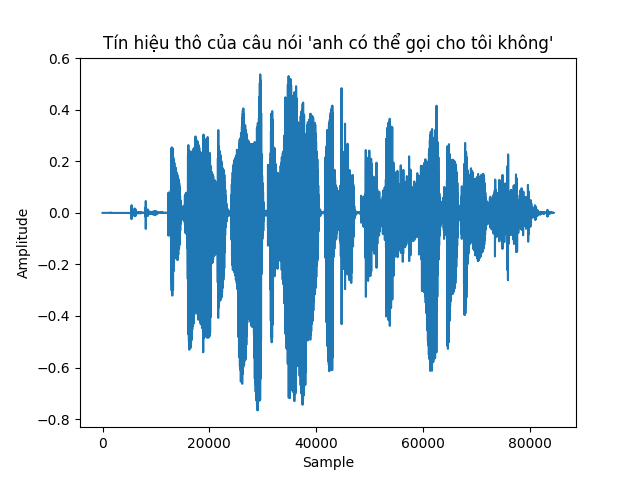 Tín hiệu thô của câu nói 'anh có thể gọi cho tôi không'
0.6
0.4
0.2
0.0
−0.2
−0.4
−0.6
−0.8
Amplitude
0 20000 40000 60000 80000
Sample